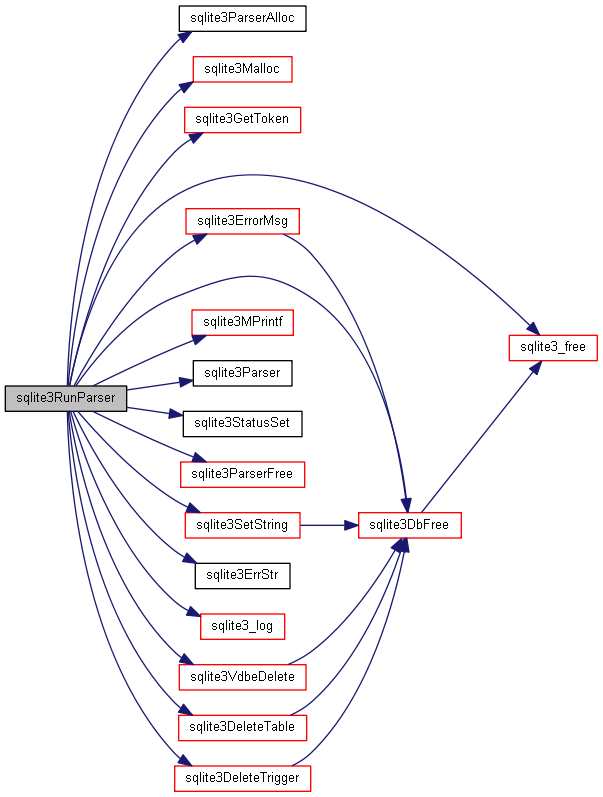 sqlite3ParserAlloc
sqlite3Malloc
sqlite3GetToken
sqlite3ErrorMsg
sqlite3MPrintf
sqlite3_free
sqlite3Parser
sqlite3RunParser
sqlite3StatusSet
sqlite3ParserFree
sqlite3SetString
sqlite3DbFree
sqlite3ErrStr
sqlite3_log
sqlite3VdbeDelete
sqlite3DeleteTable
sqlite3DeleteTrigger